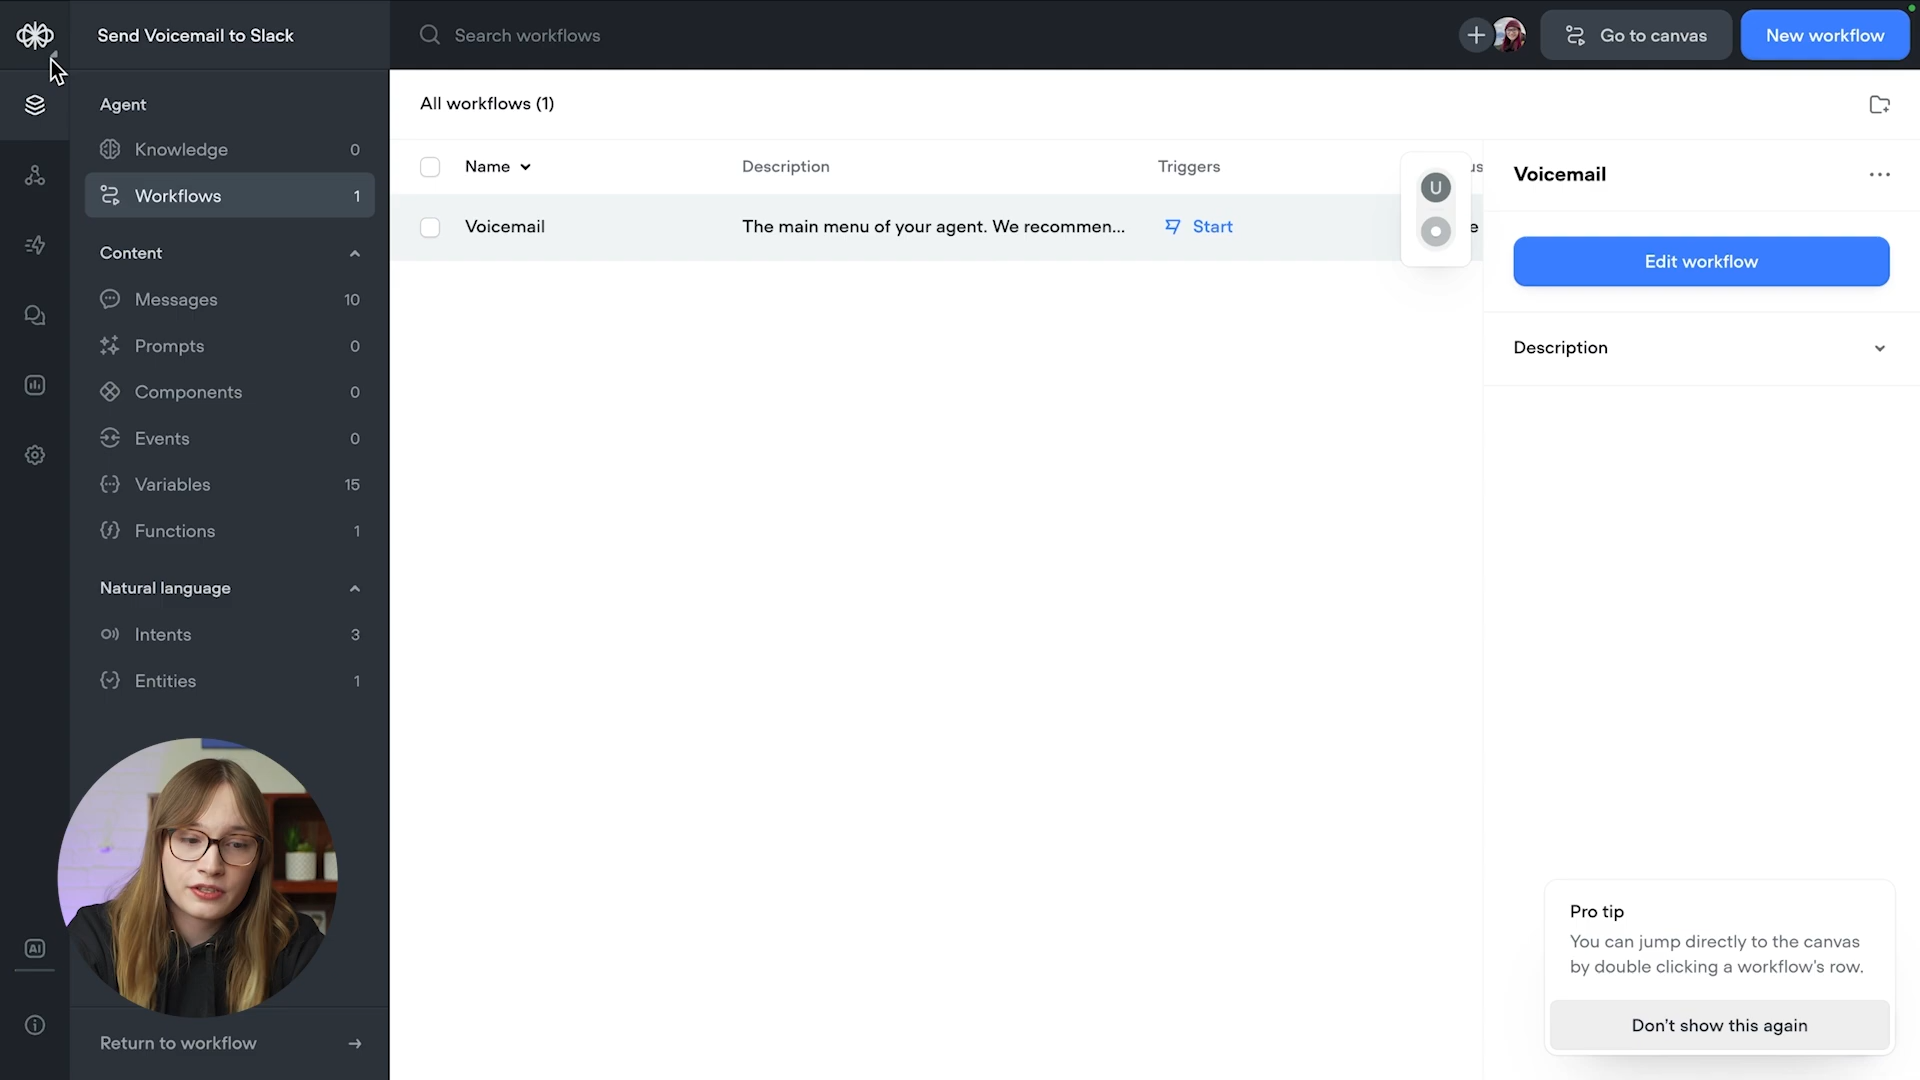 Send Voicemail to Slack
Search workflows
Go to canvas
New workflow
Agent
Knowledge 0
Workflows 1
Content
Messages 10
Prompts 0
Components 0
Events 0
Variables 15
Functions 1
Natural language
Intents 3
Entities 1
AI
Return to workflow
All workflows (1)
Name Description Triggers
Voicemail The main menu of your agent. We recommen... Start
U
Voicemail
Edit workflow
Description
Pro tip
You can jump directly to the canvas
by double clicking a workflow's row.
Don't show this again